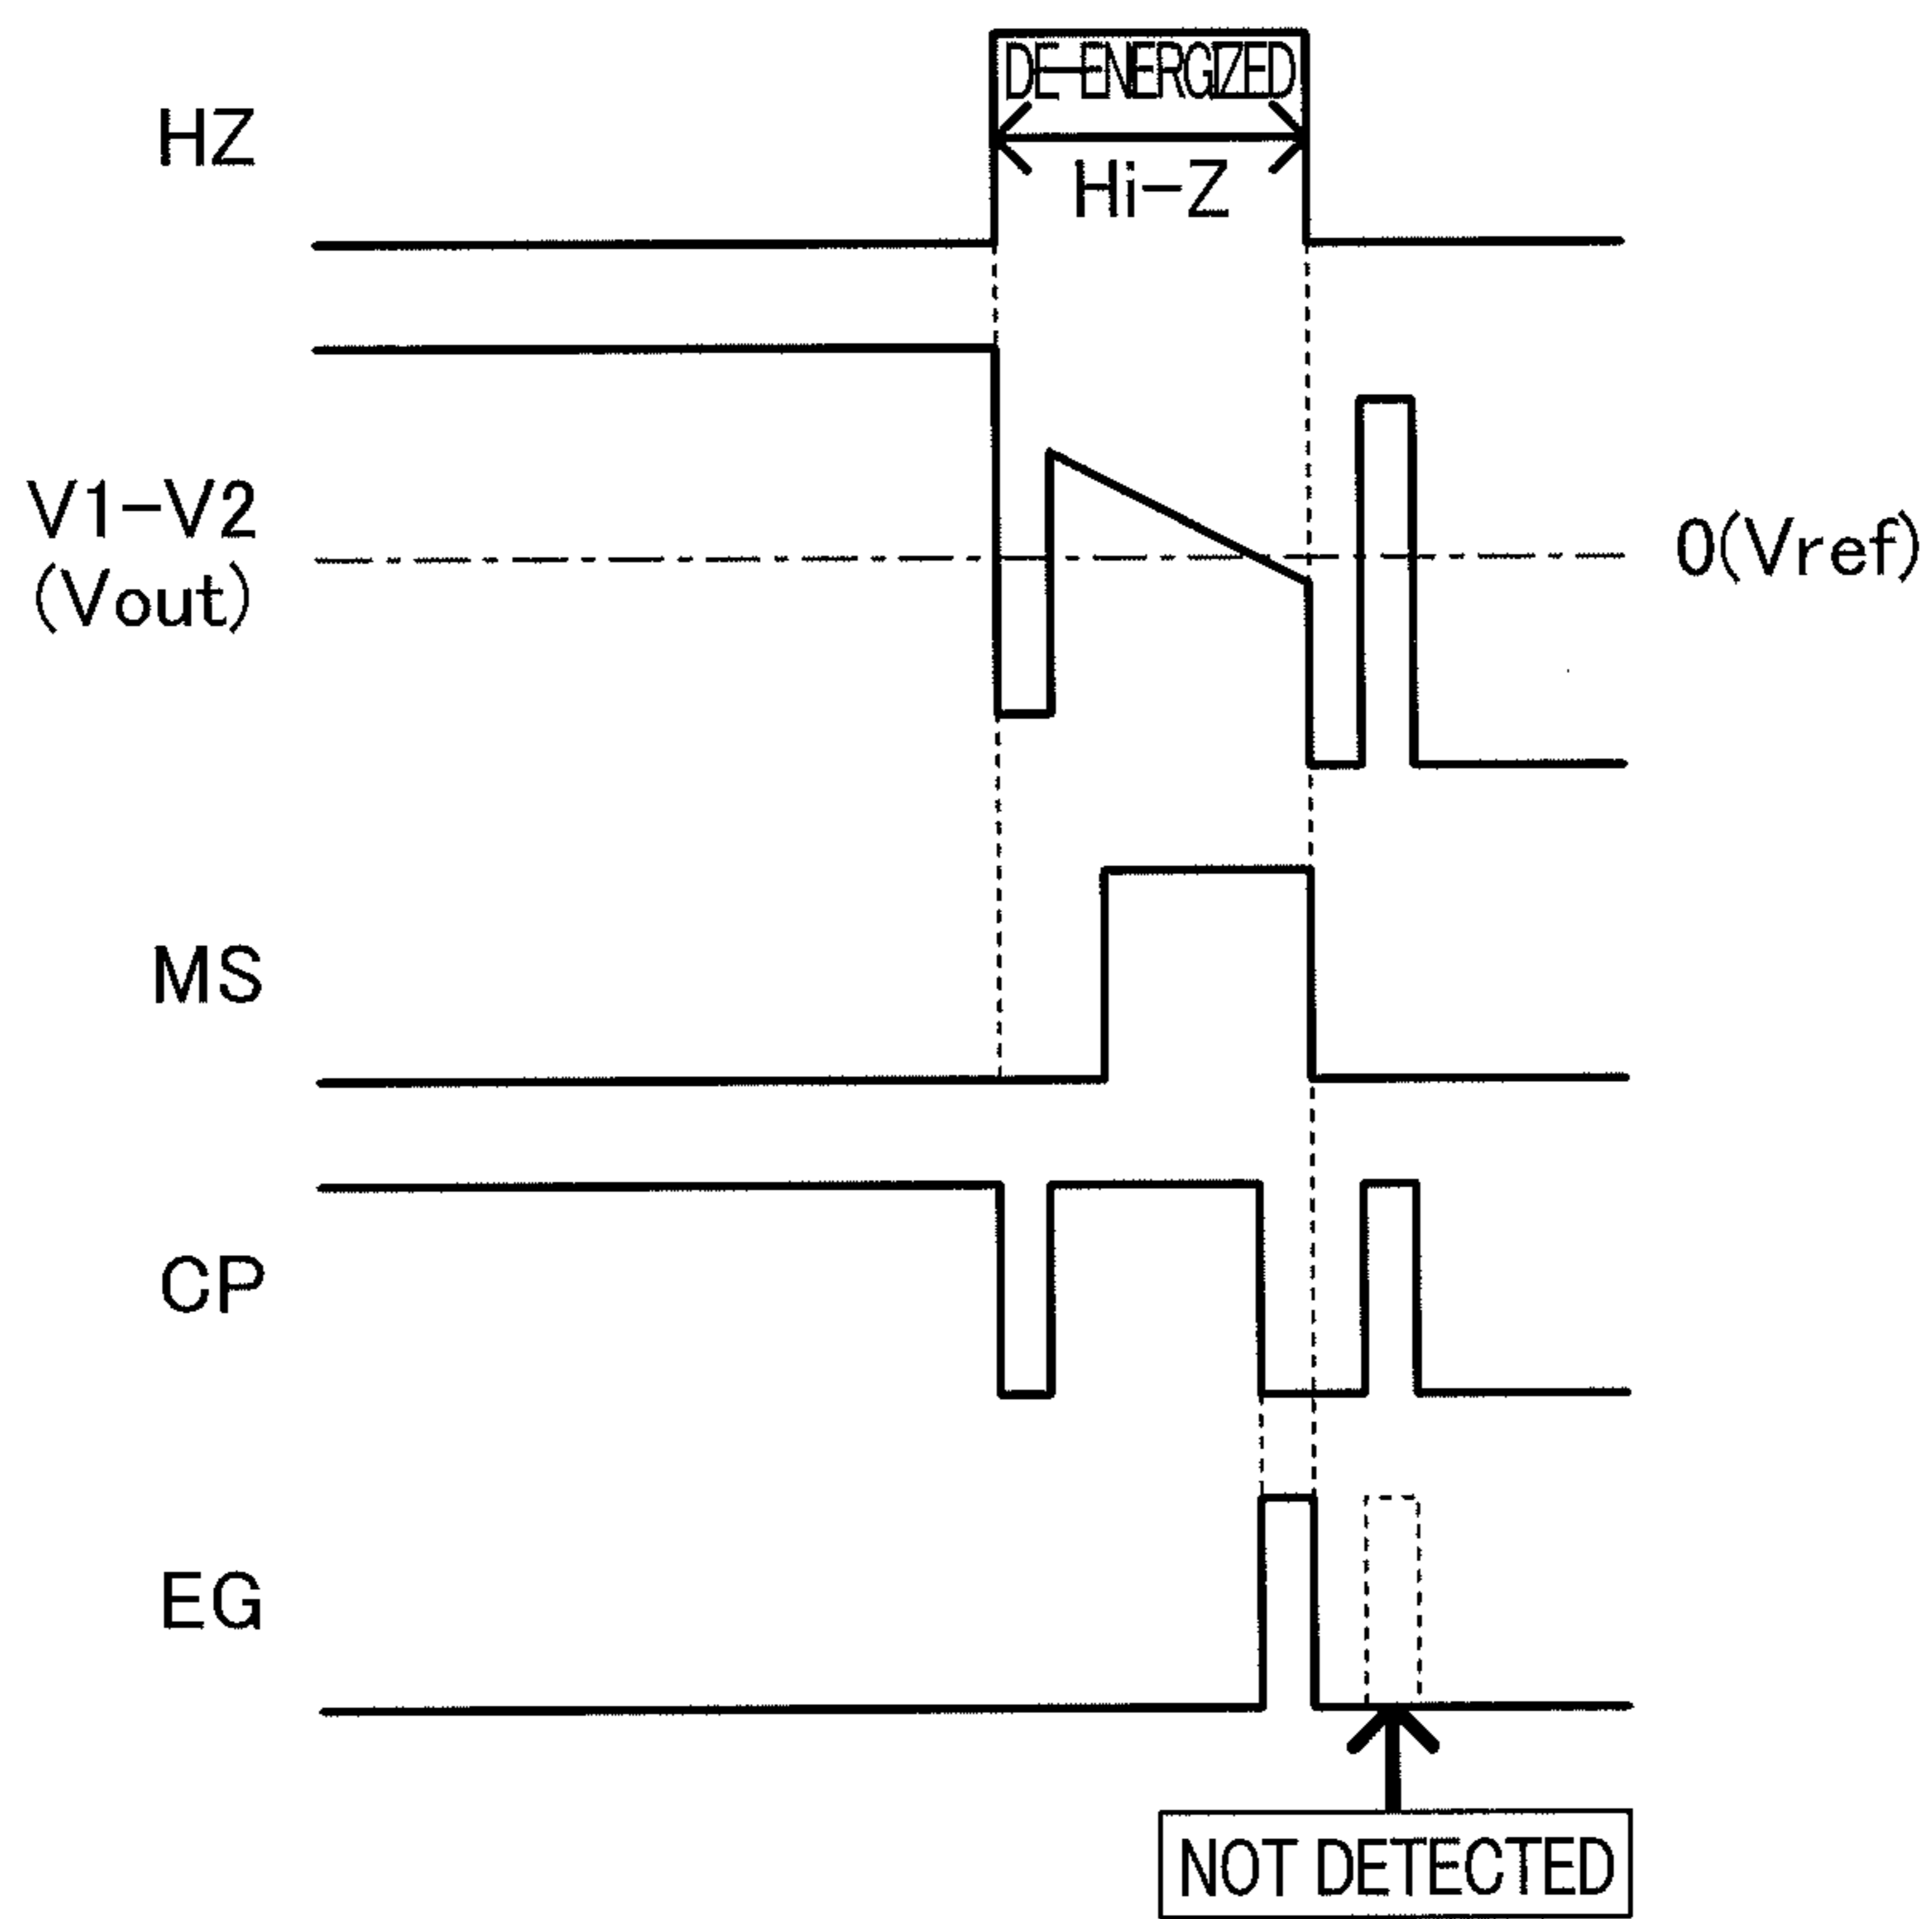 DE-ENERGIZED
HZ
Hi-Z
V1-V2
(Vout)
0(Vref)
MS
CP
EG
NOT DETECTED